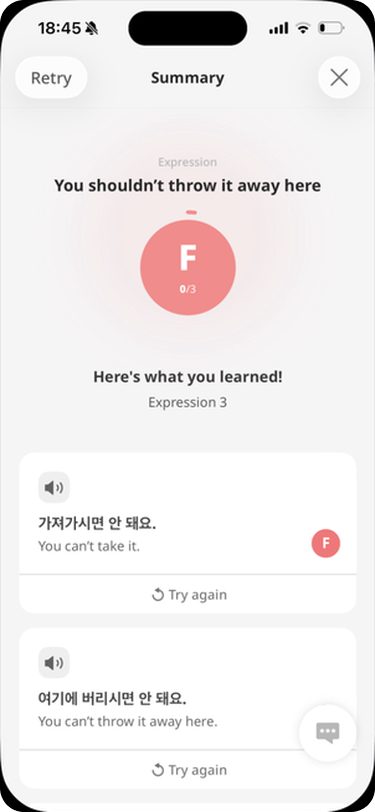 18:45
Retry
Summary
Expression
You shouldn’t throw it away here
F
0/3
Here's what you learned!
Expression 3
가져가시면 안 돼요.
You can’t take it.
F
Try again
여기에 버리시면 안 돼요.
You can’t throw it away here.
Try again